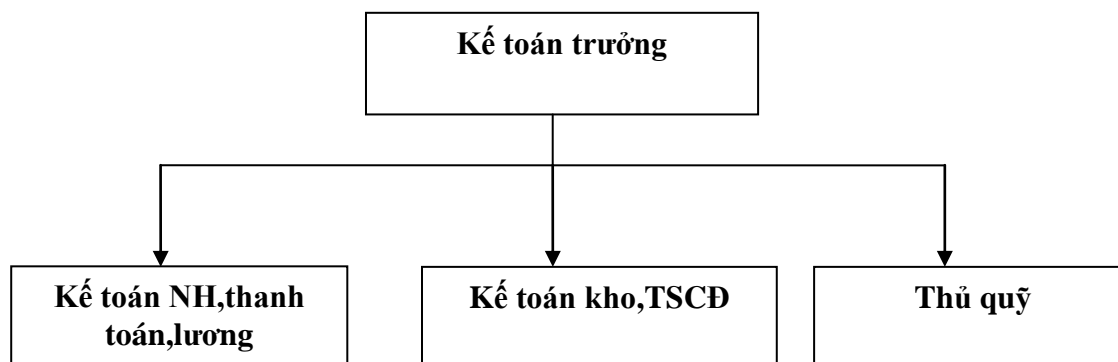 Kế toán trưởng
Kế toán NH,thanh
toán,lương
Kế toán kho,TSCĐ
Thủ quỹ